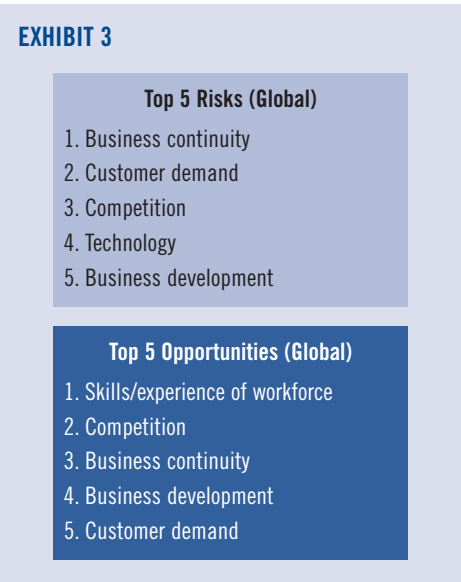 EXHIBIT 3
Top 5 Risks (Global)
1. Business continuity
2. Customer demand
3. Competition
4. Technology
5. Business development
Top 5 Opportunities (Global)
1. Skills/experience of workforce
2. Competition
3. Business continuity
4. Business development
5. Customer demand